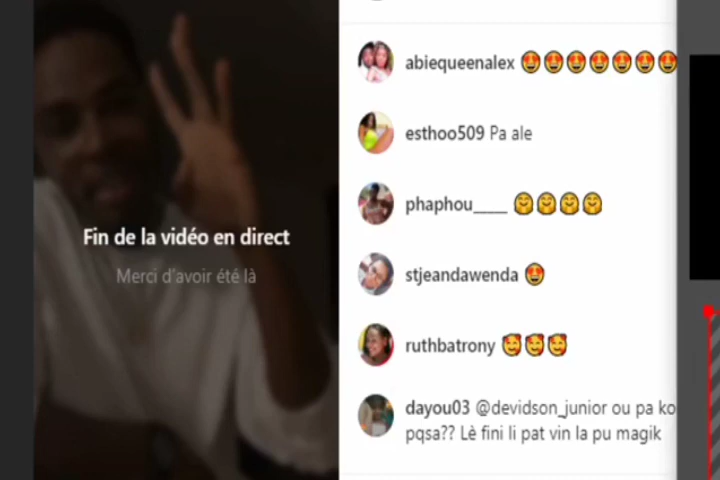 Fin de la vidéo en direct
Merci d'avoir été là
abiequeenalex 😍😍😍😍😍😍😍
esthoo509 Pa ale
phaphou____ 🤗🤗🤗🤗
stjeandawenda 😍
ruthbatrony 🥰🥰🥰
dayou03 @devidson_junior ou pa ko
pqsa?? Lè fini li pat vin la pu magik